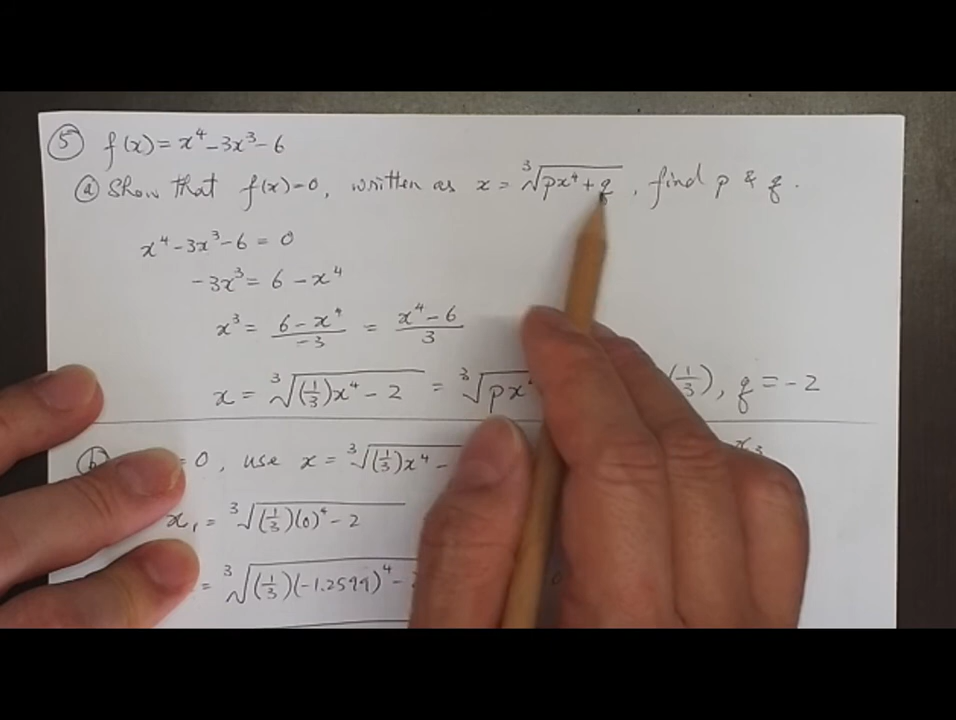 ⑤ f(x) = x⁴ - 3x³ - 6
ⓐ Show that f(x)=0, written as x = ∛(px⁴ + q), find p & q.
x⁴ - 3x³ - 6 = 0
-3x³ = 6 - x⁴
x³ = (6 - x⁴)/-3 = (x⁴ - 6)/3
x = ∛((1/3)x⁴ - 2) = ∛(px⁴ (1/3), q = -2
ⓑ = 0, use x = ∛((1/3)x⁴ - x₃
x₁ = ∛((1/3)(0)⁴ - 2)
= ∛((1/3)(-1.2599)⁴ -